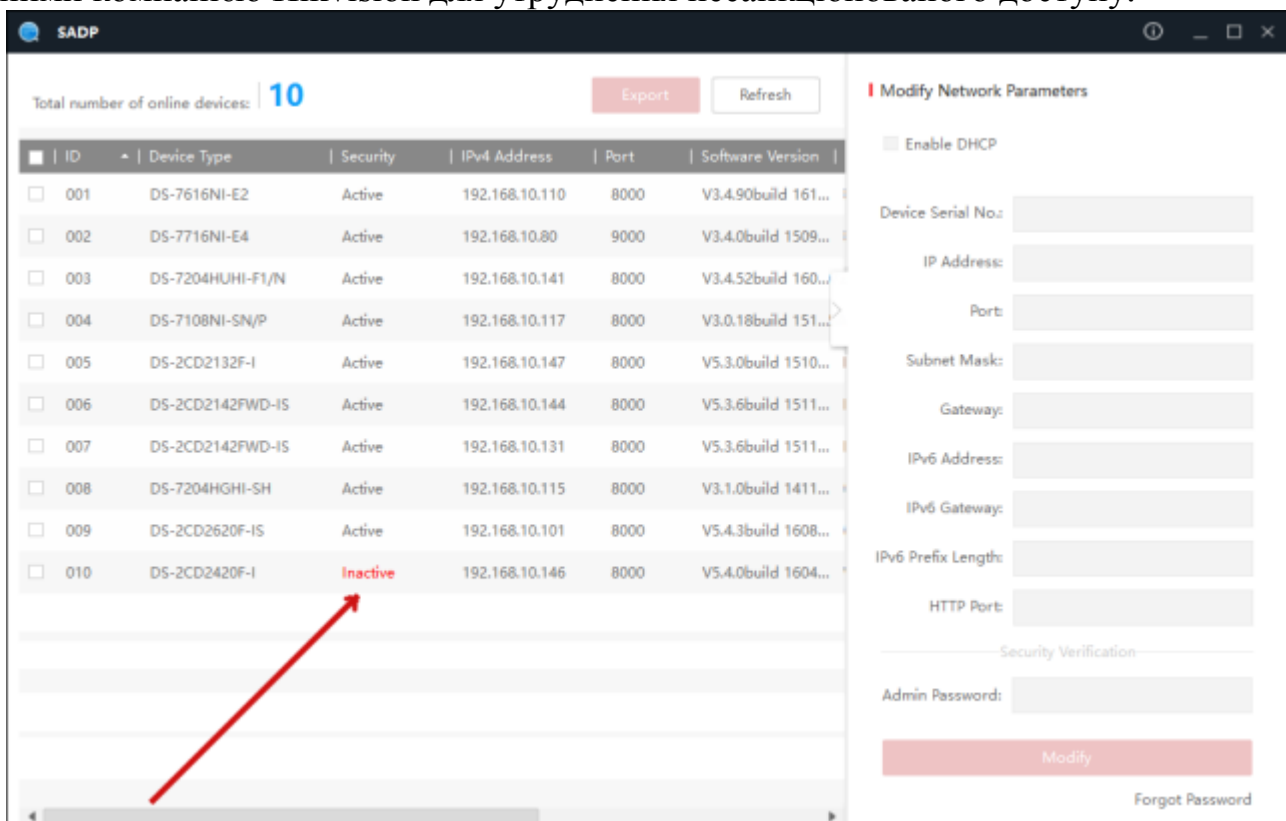 компанією Hikvision для утруднення несанкціонованого доступу.
SADP
Total number of online devices: 10
Export
Refresh
ID | Device Type | Security | IPv4 Address | Port | Software Version |
001 DS-7616NI-E2 Active 192.168.10.110 8000 V3.4.90build 161...
002 DS-7716NI-E4 Active 192.168.10.80 9000 V3.4.0build 1509...
003 DS-7204HUHI-F1/N Active 192.168.10.141 8000 V3.4.52build 160...
004 DS-7108NI-SN/P Active 192.168.10.117 8000 V3.0.18build 151...
005 DS-2CD2132F-I Active 192.168.10.147 8000 V5.3.0build 1510...
006 DS-2CD2142FWD-IS Active 192.168.10.144 8000 V5.3.6build 1511...
007 DS-2CD2142FWD-IS Active 192.168.10.131 8000 V5.3.6build 1511...
008 DS-7204HGHI-SH Active 192.168.10.115 8000 V3.1.0build 1411...
009 DS-2CD2620F-IS Active 192.168.10.101 8000 V5.4.3build 1608...
010 DS-2CD2420F-I Inactive 192.168.10.146 8000 V5.4.0build 1604...
Modify Network Parameters
Enable DHCP
Device Serial No.:
IP Address:
Port:
Subnet Mask:
Gateway:
IPv6 Address:
IPv6 Gateway:
IPv6 Prefix Length:
HTTP Port:
Security Verification
Admin Password:
Modify
Forgot Password